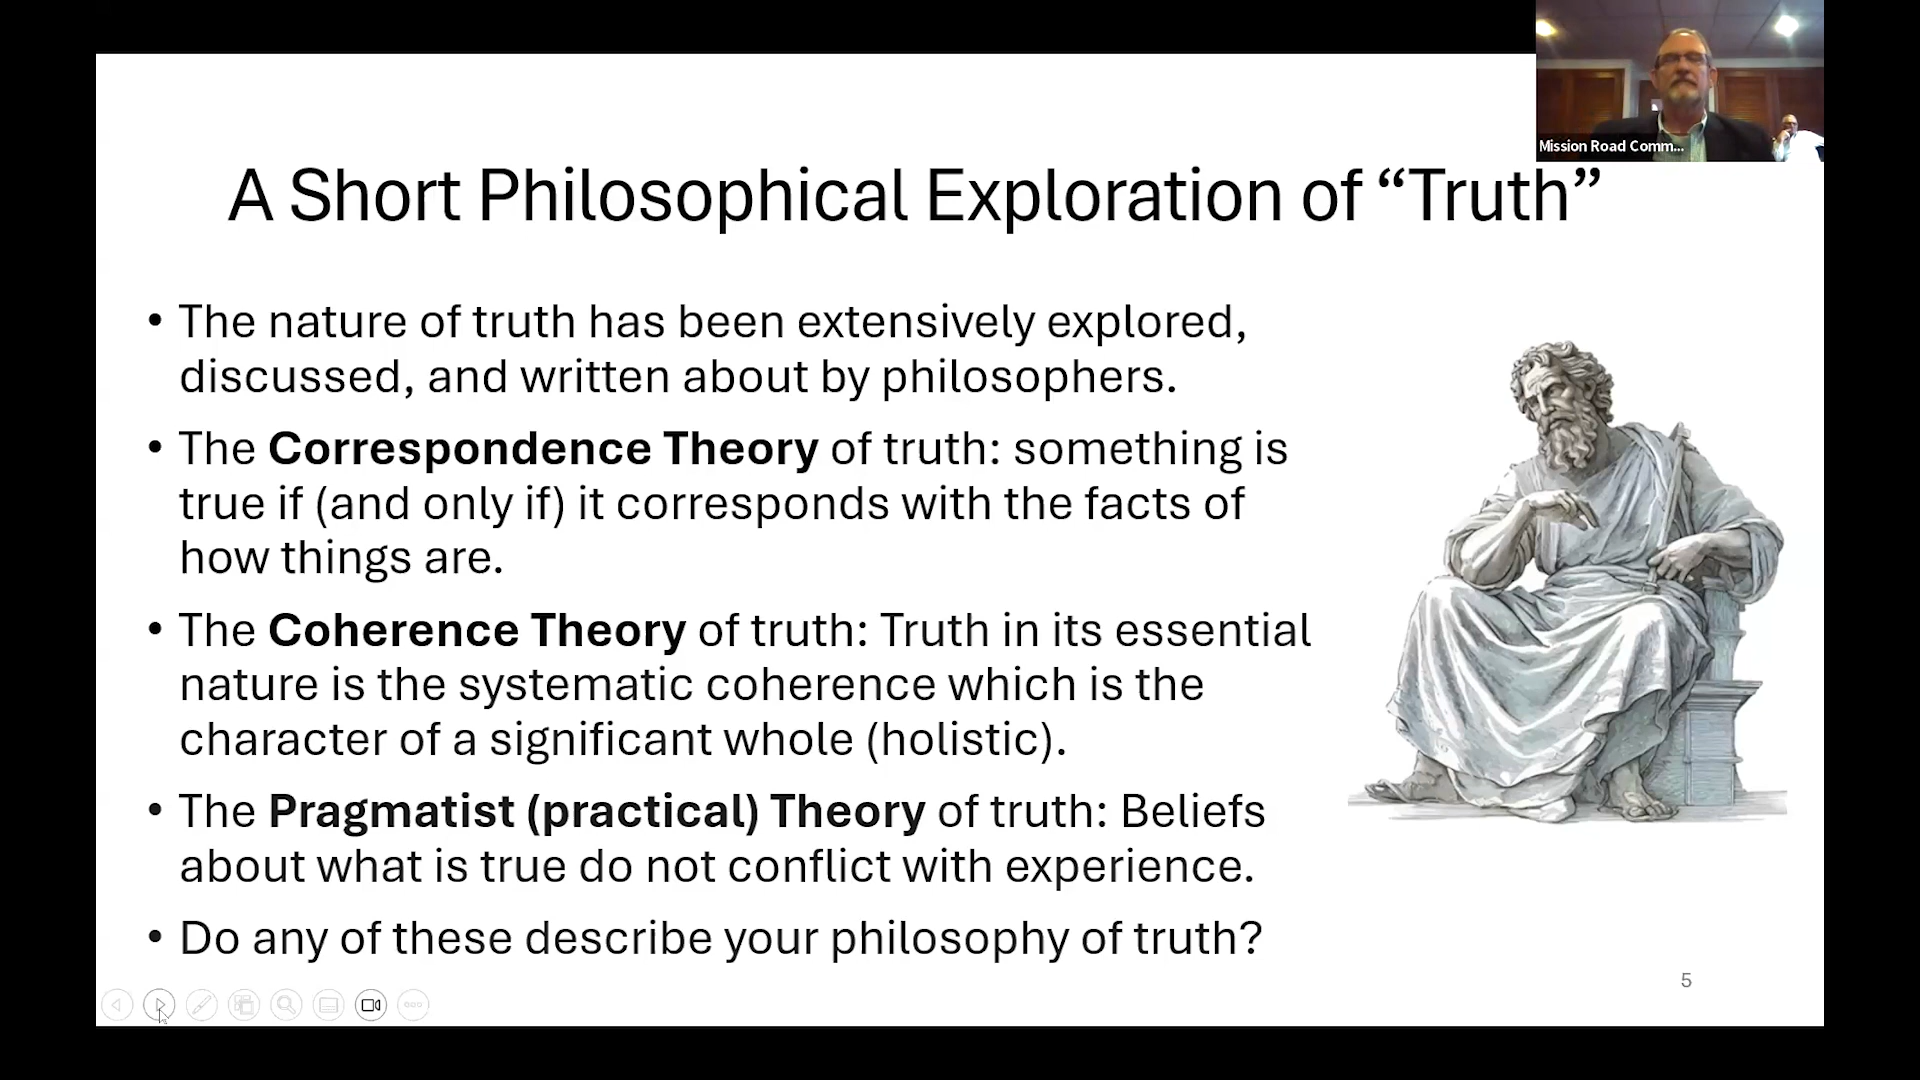 Mission Road Comm...
A Short Philosophical Exploration of “Truth”
• The nature of truth has been extensively explored,
discussed, and written about by philosophers.
• The Correspondence Theory of truth: something is
true if (and only if) it corresponds with the facts of
how things are.
• The Coherence Theory of truth: Truth in its essential
nature is the systematic coherence which is the
character of a significant whole (holistic).
• The Pragmatist (practical) Theory of truth: Beliefs
about what is true do not conflict with experience.
• Do any of these describe your philosophy of truth?
5